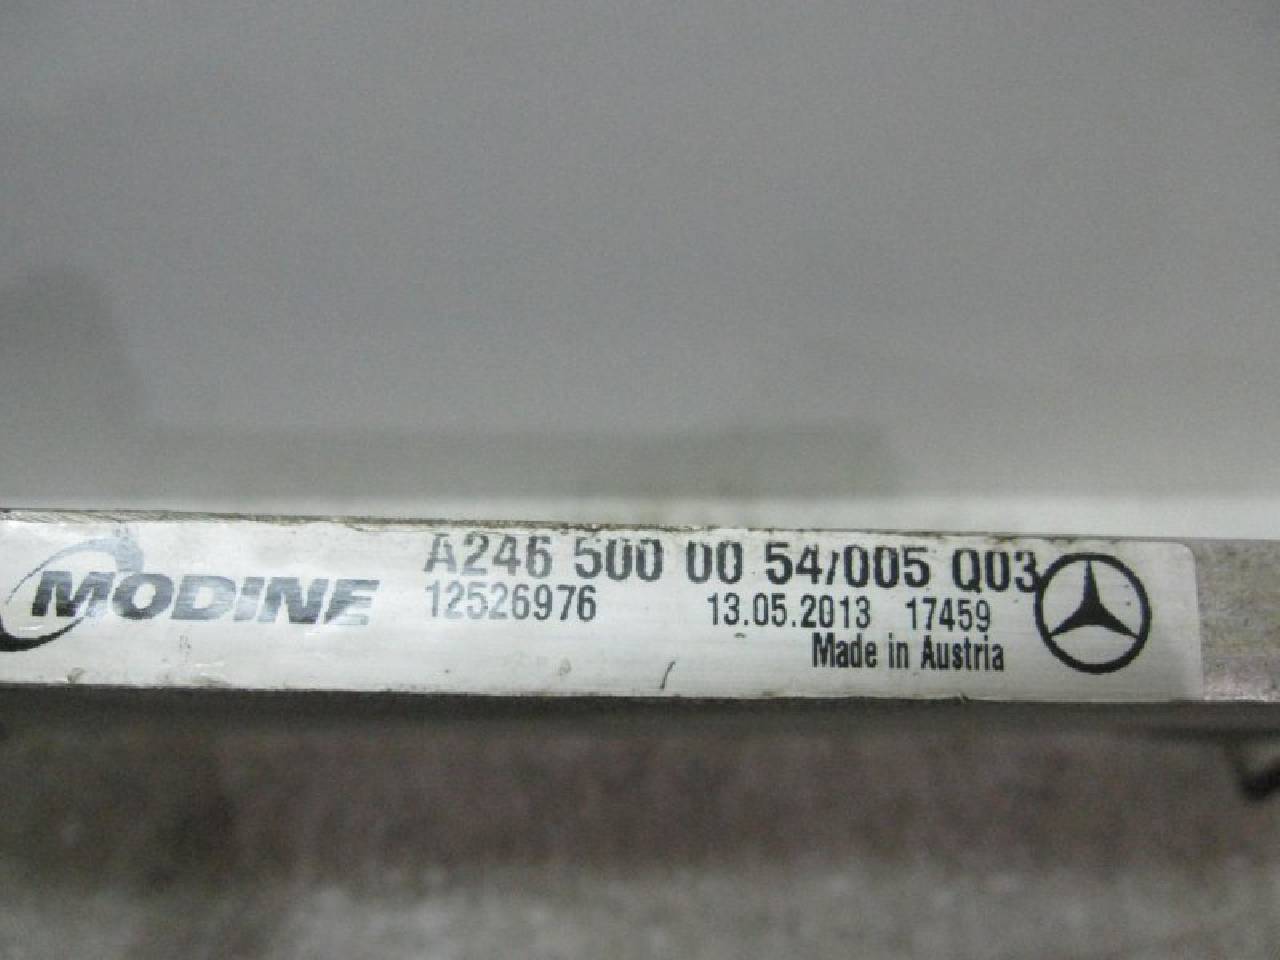 MODINE
A246 500 00 54/005 Q03
12526976 13.05.2013 17459
Made in Austria